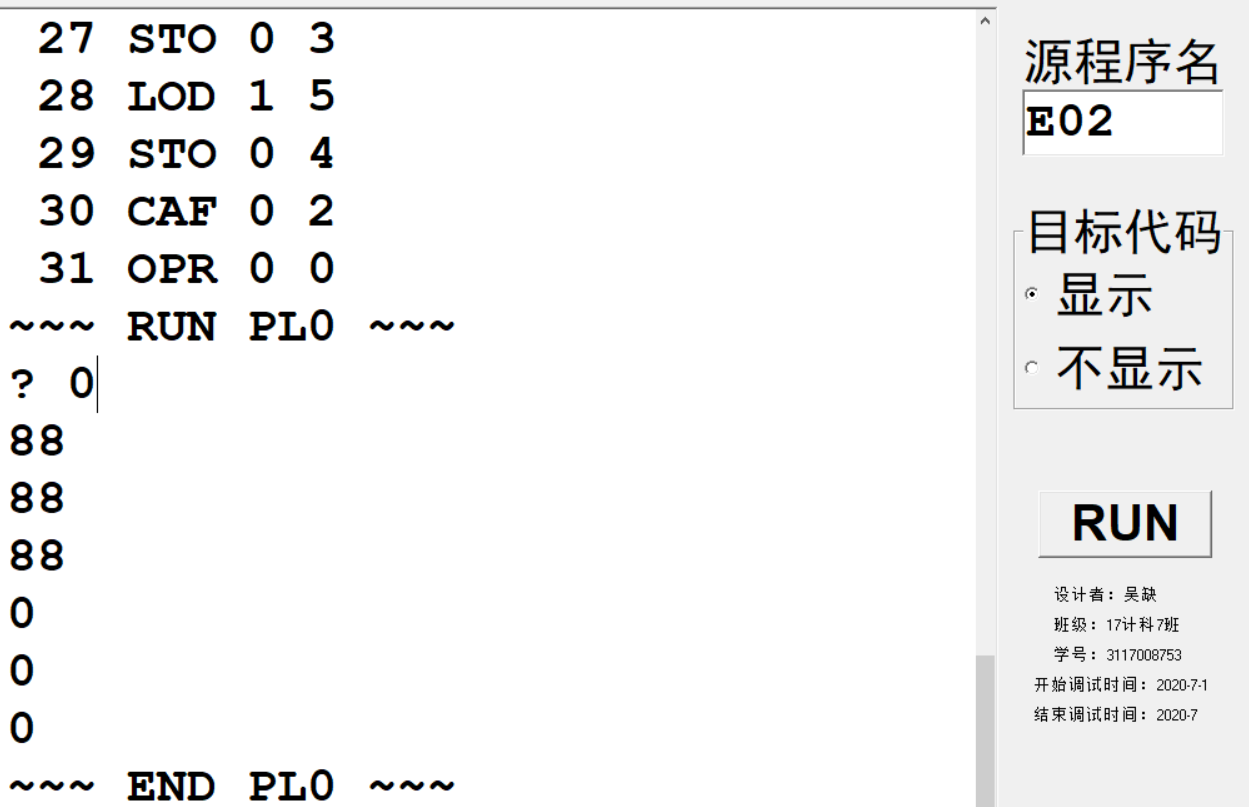 27 STO 0 3
28 LOD 1 5
29 STO 0 4
30 CAF 0 2
31 OPR 0 0
~~~ RUN PL0 ~~~
? 0
88
88
88
0
0
0
~~~ END PL0 ~~~
源程序名
E02
目标代码
显示
不显示
RUN
设计者：吴缺
班级：17计科7班
学号：3117008753
开始调试时间：2020-7-1
结束调试时间：2020-7